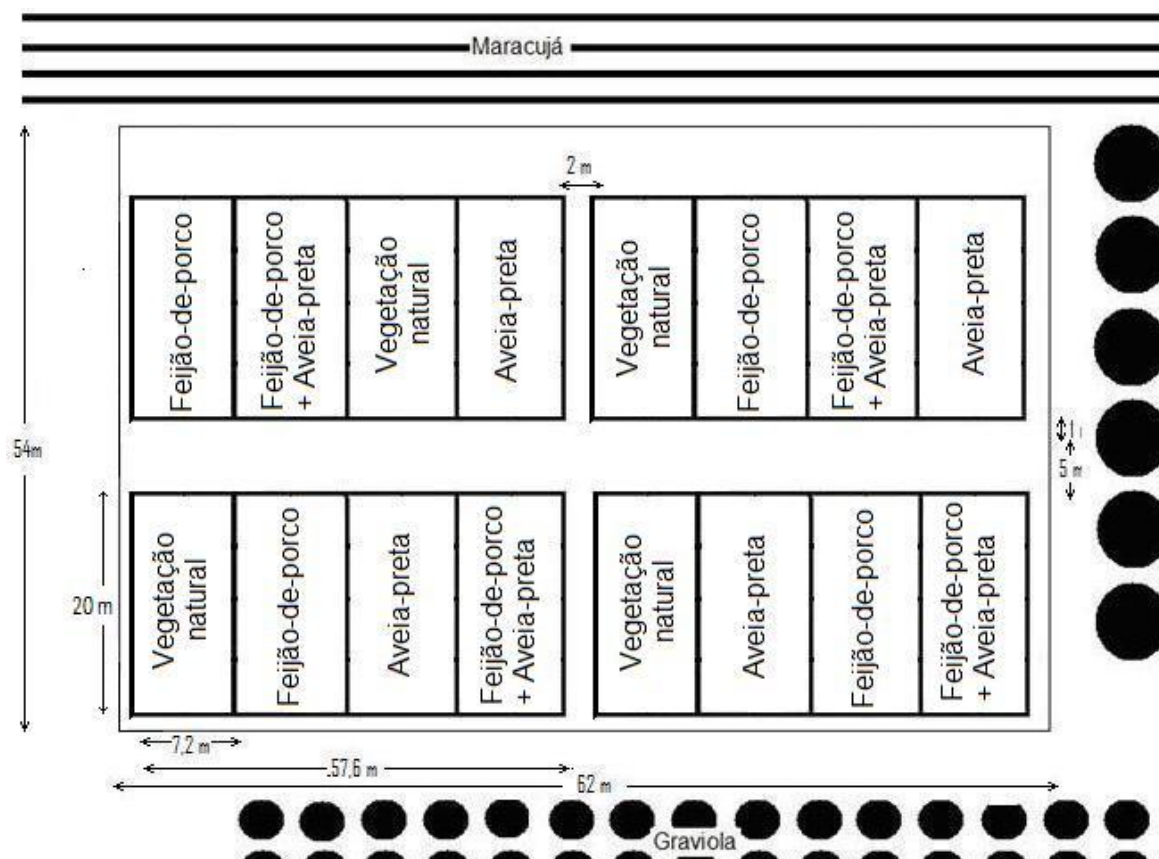 Maracujá
2 m
Feijão-de-porco
Feijão-de-porco
+ Aveia-preta
Vegetação
natural
Aveia-preta
Vegetação
natural
Feijão-de-porco
Feijão-de-porco
+ Aveia-preta
Aveia-preta
54m
5 m
20 m
Vegetação
natural
Feijão-de-porco
Aveia-preta
Feijão-de-porco
+ Aveia-preta
Vegetação
natural
Aveia-preta
Feijão-de-porco
Feijão-de-porco
+ Aveia-preta
7,2 m
.57,6 m
62 m
Graviola